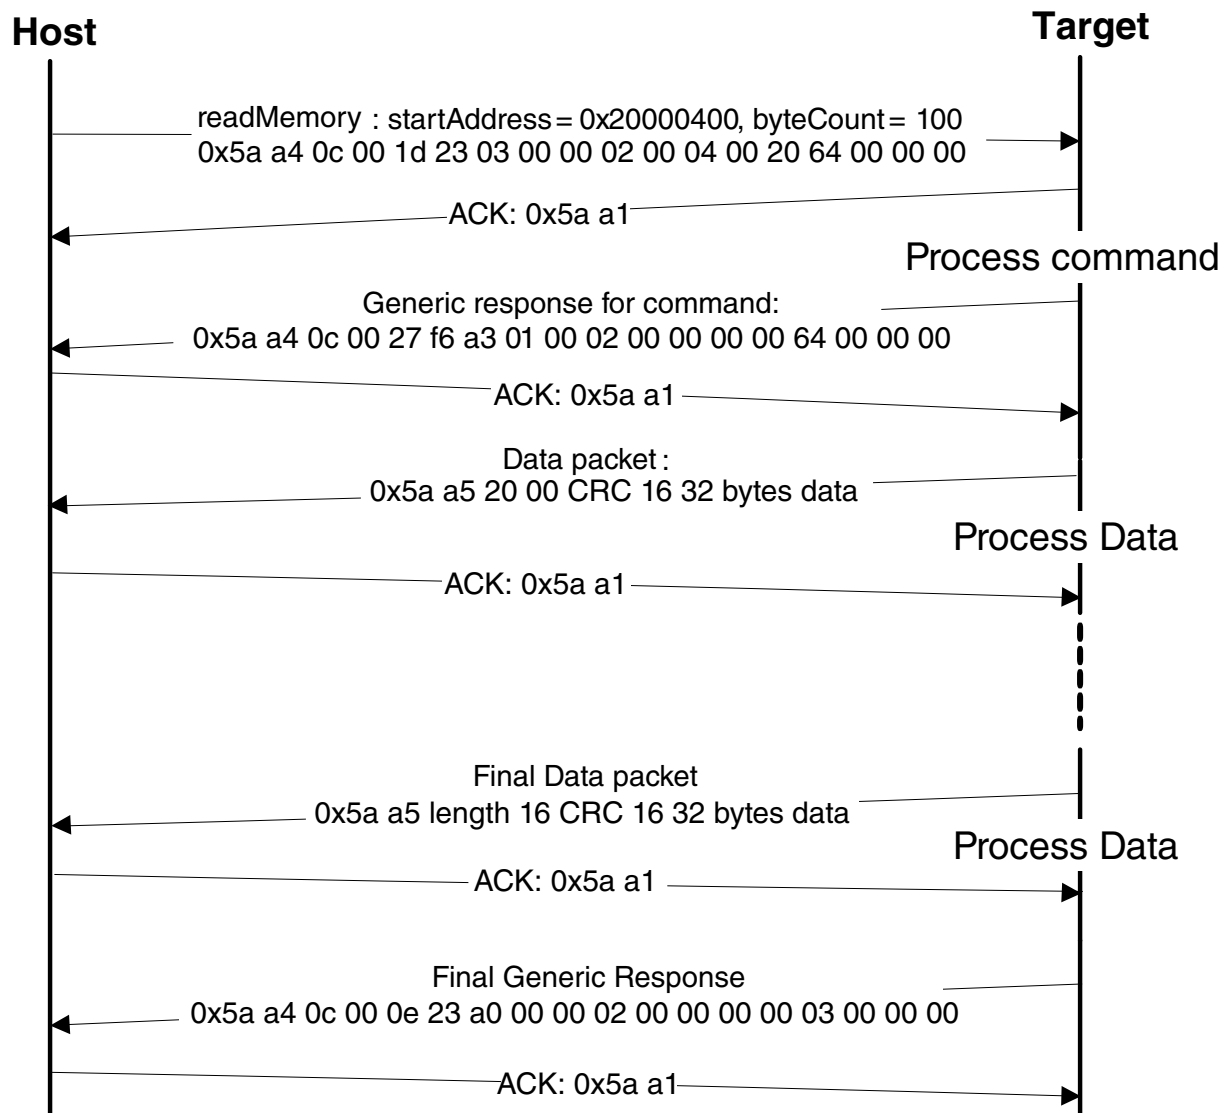 Host
Target
readMemory : startAddress = 0x20000400, byteCount = 100
0x5a a4 0c 00 1d 23 03 00 00 02 00 04 00 20 64 00 00 00
ACK: 0x5a a1
Process command
Generic response for command:
0x5a a4 0c 00 27 f6 a3 01 00 02 00 00 00 00 64 00 00 00
ACK: 0x5a a1
Data packet :
0x5a a5 20 00 CRC 16 32 bytes data
Process Data
ACK: 0x5a a1
Final Data packet
0x5a a5 length 16 CRC 16 32 bytes data
Process Data
ACK: 0x5a a1
Final Generic Response
0x5a a4 0c 00 0e 23 a0 00 00 02 00 00 00 00 03 00 00 00
ACK: 0x5a a1